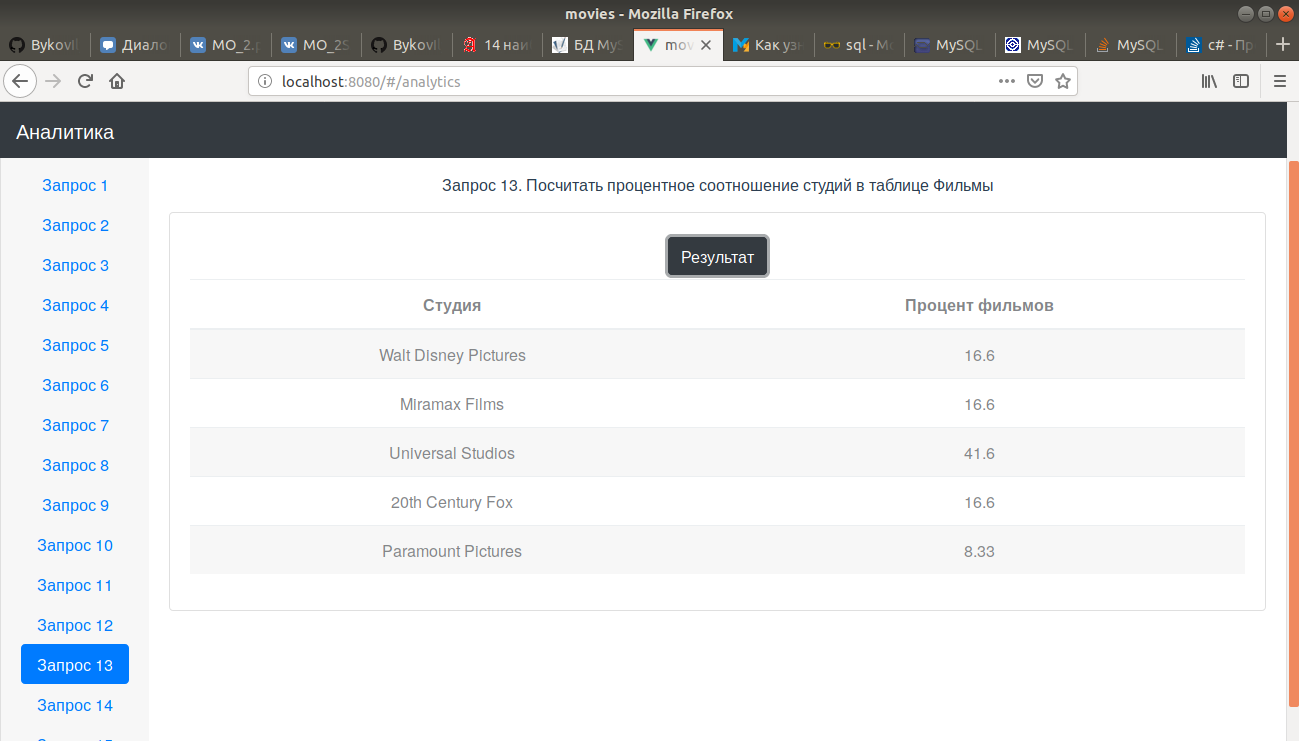 movies - Mozilla Firefox
Bykov
Диало
MO_2.p
MO_2S
Bykov
14 наи
БД MyS
mov
Как узн
sql - Mo
MySQL
MySQL
MySQL
c# - Пр
localhost:8080/#/analytics
Аналитика
Запрос 1
Запрос 2
Запрос 3
Запрос 4
Запрос 5
Запрос 6
Запрос 7
Запрос 8
Запрос 9
Запрос 10
Запрос 11
Запрос 12
Запрос 13
Запрос 14
Запрос 13. Посчитать процентное соотношение студий в таблице Фильмы
Результат
Студия Процент фильмов
Walt Disney Pictures 16.6
Miramax Films 16.6
Universal Studios 41.6
20th Century Fox 16.6
Paramount Pictures 8.33